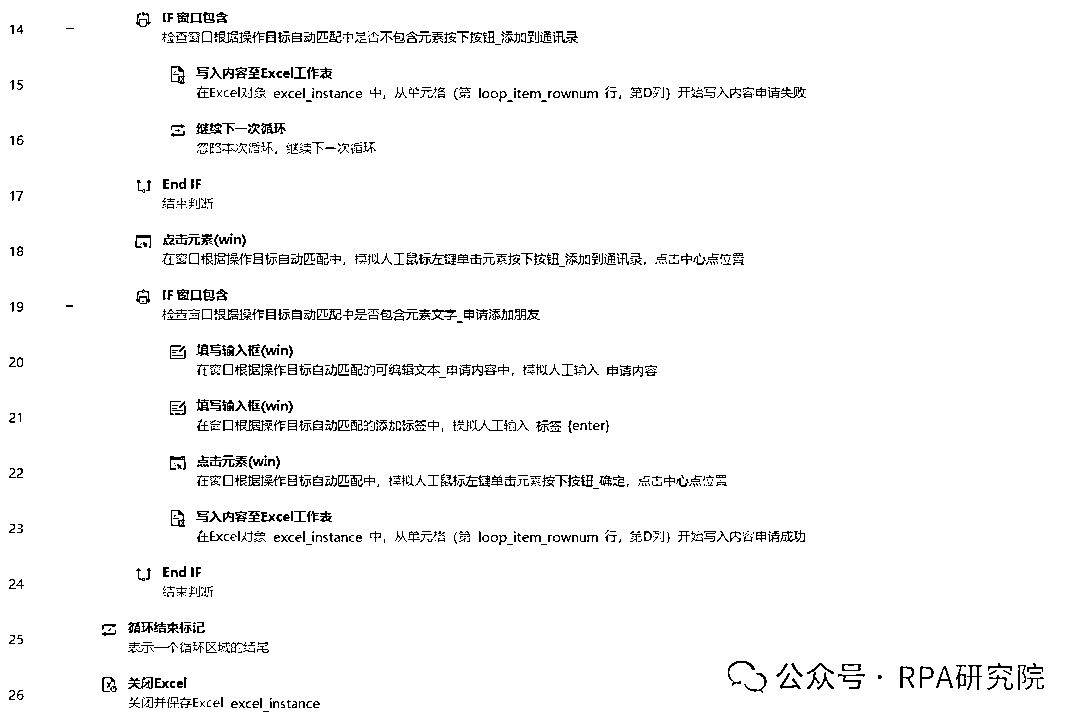 14 IF 窗口包含
检查窗口根据操作目标自动匹配中是否不包含元素按下按钮_添加到通讯录
15 写入内容至Excel工作表
在Excel对象 excel_instance 中，从单元格（第 loop_item_rownum 行，第D列）开始写入内容申请失败
16 继续下一次循环
忽略本次循环，继续下一次循环
17 End IF
结束判断
18 点击元素(win)
在窗口根据操作目标自动匹配中，模拟人工鼠标左键单击元素按下按钮_添加到通讯录，点击中心点位置
19 IF 窗口包含
检查窗口根据操作目标自动匹配中是否包含元素文字_申请添加朋友
20 填写输入框(win)
在窗口根据操作目标自动匹配的可编辑文本_申请内容中，模拟人工输入 申请内容
21 填写输入框(win)
在窗口根据操作目标自动匹配的添加标签中，模拟人工输入 标签 {enter}
22 点击元素(win)
在窗口根据操作目标自动匹配中，模拟人工鼠标左键单击元素按下按钮_确定，点击中心点位置
23 写入内容至Excel工作表
在Excel对象 excel_instance 中，从单元格（第 loop_item_rownum 行，第D列）开始写入内容申请成功
24 End IF
结束判断
25 循环结束标记
表示一个循环区域的结尾
26 关闭Excel
关闭并保存Excel excel_instance
公众号 · RPA研究院